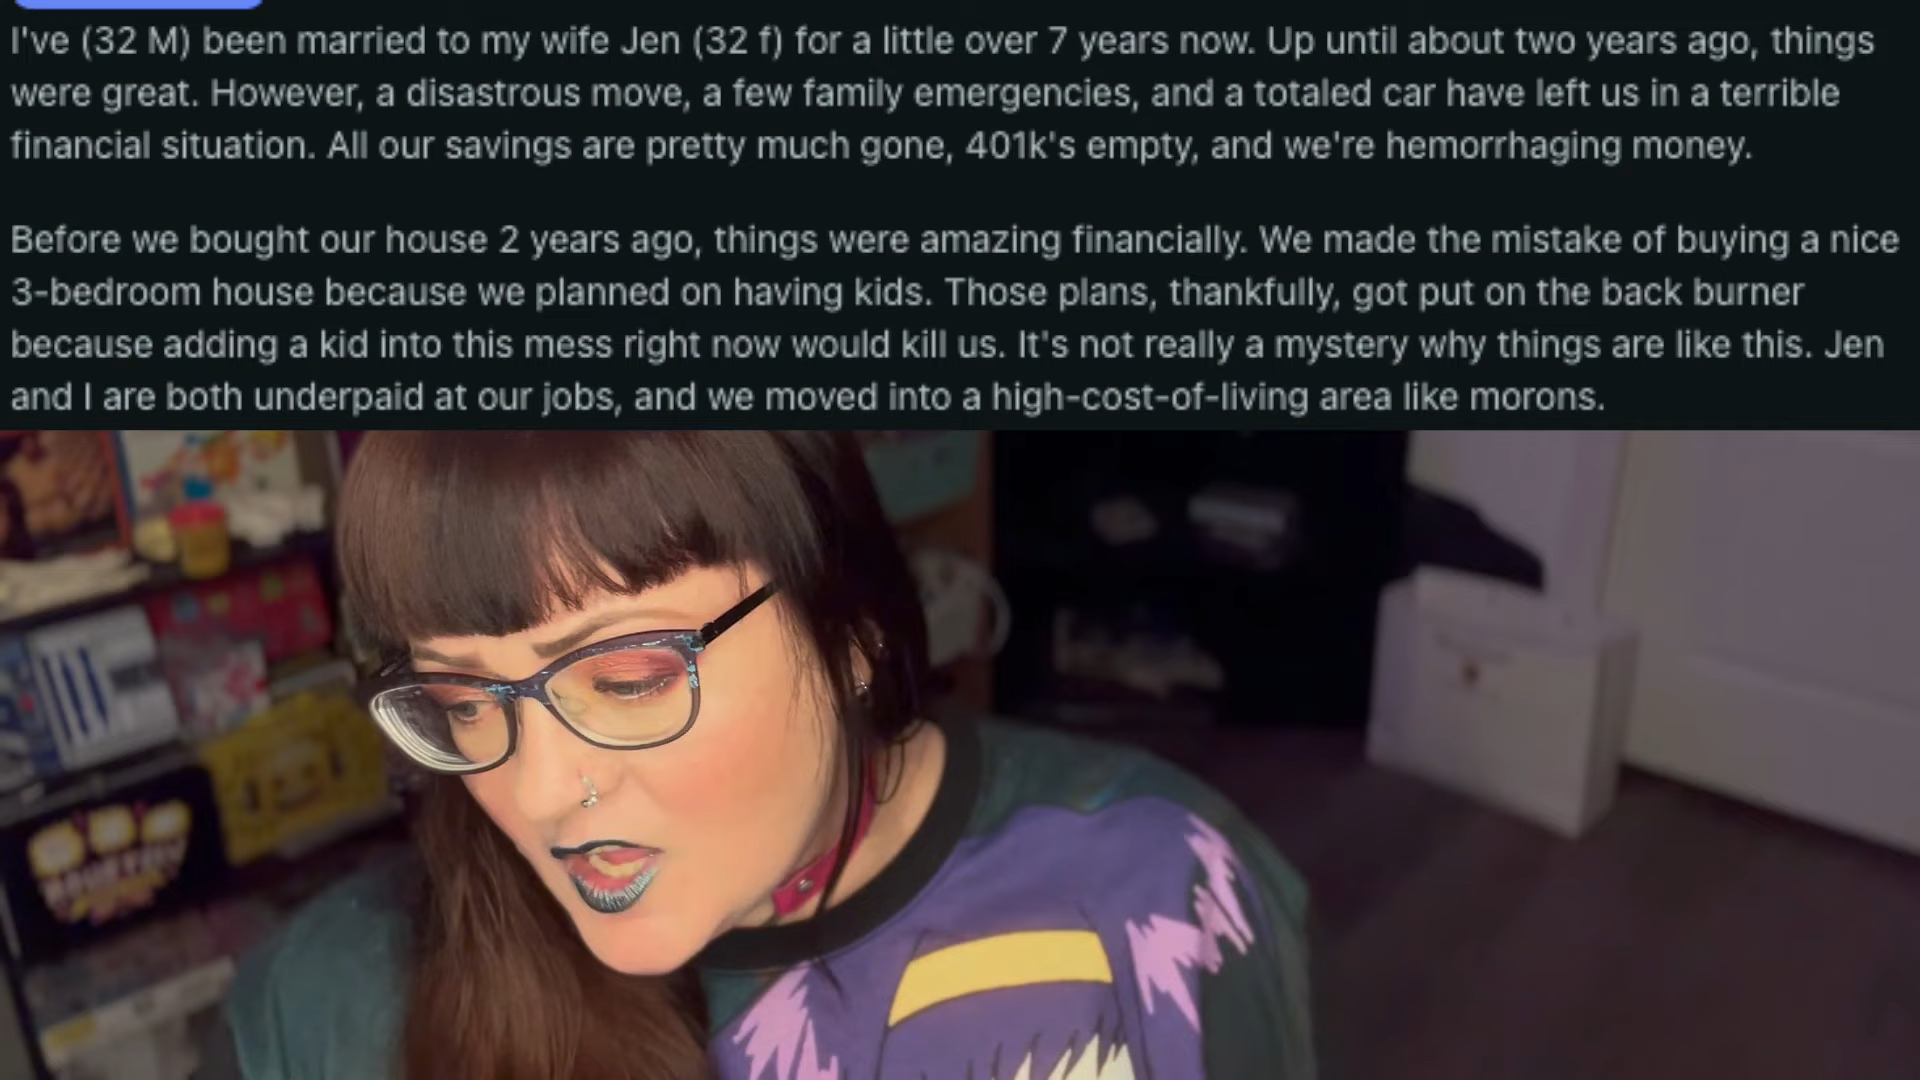 I've (32 M) been married to my wife Jen (32 f) for a little over 7 years now. Up until about two years ago, things
were great. However, a disastrous move, a few family emergencies, and a totaled car have left us in a terrible
financial situation. All our savings are pretty much gone, 401k's empty, and we're hemorrhaging money.
Before we bought our house 2 years ago, things were amazing financially. We made the mistake of buying a nice
3-bedroom house because we planned on having kids. Those plans, thankfully, got put on the back burner
because adding a kid into this mess right now would kill us. It's not really a mystery why things are like this. Jen
and I are both underpaid at our jobs, and we moved into a high-cost-of-living area like morons.